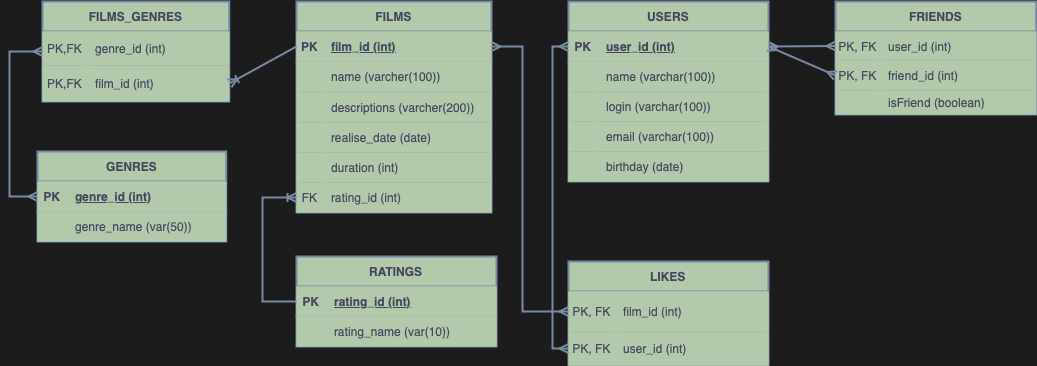 FILMS_GENRES
PK,FK genre_id (int)
PK,FK film_id (int)
GENRES
PK genre_id (int)
genre_name (var(50))
FILMS
PK film_id (int)
name (varcher(100))
descriptions (varcher(200))
realise_date (date)
duration (int)
FK rating_id (int)
RATINGS
PK rating_id (int)
rating_name (var(10))
USERS
PK user_id (int)
name (varchar(100))
login (varchar(100))
email (varchar(100))
birthday (date)
LIKES
PK, FK film_id (int)
PK, FK user_id (int)
FRIENDS
PK, FK user_id (int)
PK, FK friend_id (int)
isFriend (boolean)